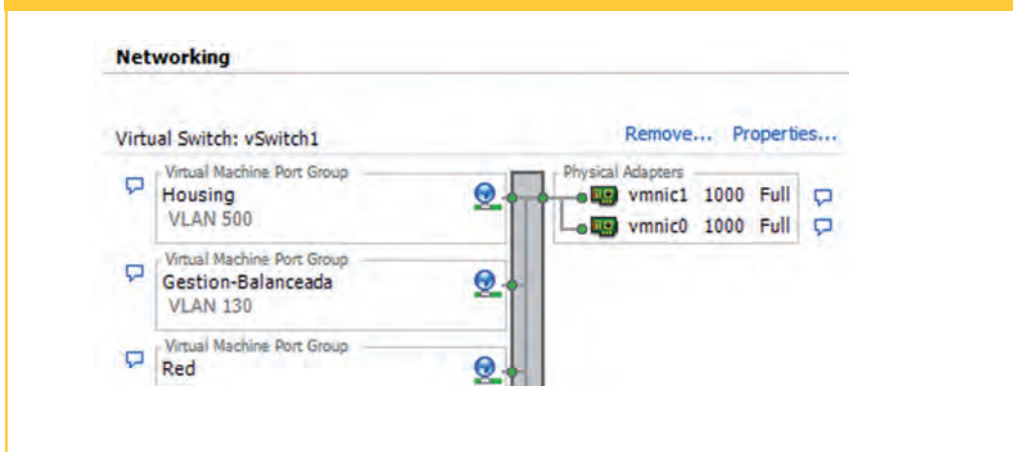 Networking
Virtual Switch: vSwitch1
Remove... Properties...
Virtual Machine Port Group
Housing
VLAN 500
Physical Adapters
vmnic1 1000 Full
vmnic0 1000 Full
Virtual Machine Port Group
Gestion-Balanceada
VLAN 130
Virtual Machine Port Group
Red